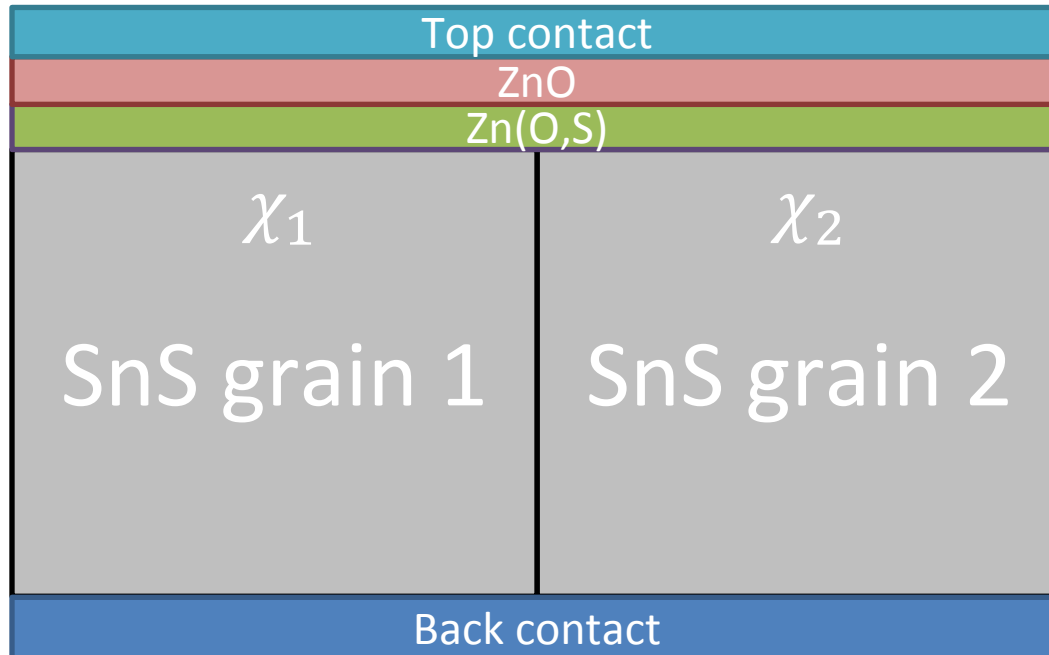 Top contact
ZnO
Zn(O,S)
χ₁ χ₂
SnS grain 1 SnS grain 2
Back contact